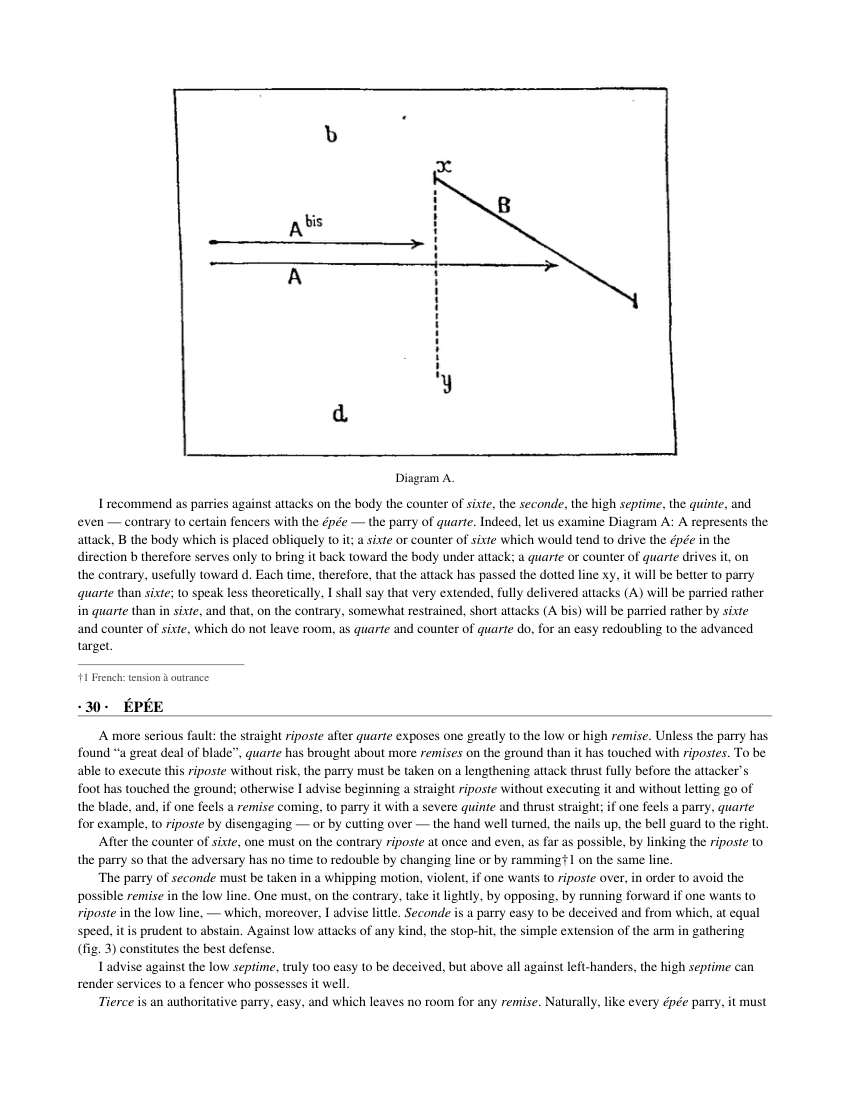 b
x
B
A bis
A
y
d
Diagram A.
I recommend as parries against attacks on the body the counter of sixte, the seconde, the high septime, the quinte, and
even — contrary to certain fencers with the épée — the parry of quarte. Indeed, let us examine Diagram A: A represents the
attack, B the body which is placed obliquely to it; a sixte or counter of sixte which would tend to drive the épée in the
direction b therefore serves only to bring it back toward the body under attack; a quarte or counter of quarte drives it, on
the contrary, usefully toward d. Each time, therefore, that the attack has passed the dotted line xy, it will be better to parry
quarte than sixte; to speak less theoretically, I shall say that very extended, fully delivered attacks (A) will be parried rather
in quarte than in sixte, and that, on the contrary, somewhat restrained, short attacks (A bis) will be parried rather by sixte
and counter of sixte, which do not leave room, as quarte and counter of quarte do, for an easy redoubling to the advanced
target.
†1 French: tension à outrance
· 30 · ÉPÉE
A more serious fault: the straight riposte after quarte exposes one greatly to the low or high remise. Unless the parry has
found “a great deal of blade”, quarte has brought about more remises on the ground than it has touched with ripostes. To be
able to execute this riposte without risk, the parry must be taken on a lengthening attack thrust fully before the attacker’s
foot has touched the ground; otherwise I advise beginning a straight riposte without executing it and without letting go of
the blade, and, if one feels a remise coming, to parry it with a severe quinte and thrust straight; if one feels a parry, quarte
for example, to riposte by disengaging — or by cutting over — the hand well turned, the nails up, the bell guard to the right.
After the counter of sixte, one must on the contrary riposte at once and even, as far as possible, by linking the riposte to
the parry so that the adversary has no time to redouble by changing line or by ramming†1 on the same line.
The parry of seconde must be taken in a whipping motion, violent, if one wants to riposte over, in order to avoid the
possible remise in the low line. One must, on the contrary, take it lightly, by opposing, by running forward if one wants to
riposte in the low line, — which, moreover, I advise little. Seconde is a parry easy to be deceived and from which, at equal
speed, it is prudent to abstain. Against low attacks of any kind, the stop-hit, the simple extension of the arm in gathering
(fig. 3) constitutes the best defense.
I advise against the low septime, truly too easy to be deceived, but above all against left-handers, the high septime can
render services to a fencer who possesses it well.
Tierce is an authoritative parry, easy, and which leaves no room for any remise. Naturally, like every épée parry, it must